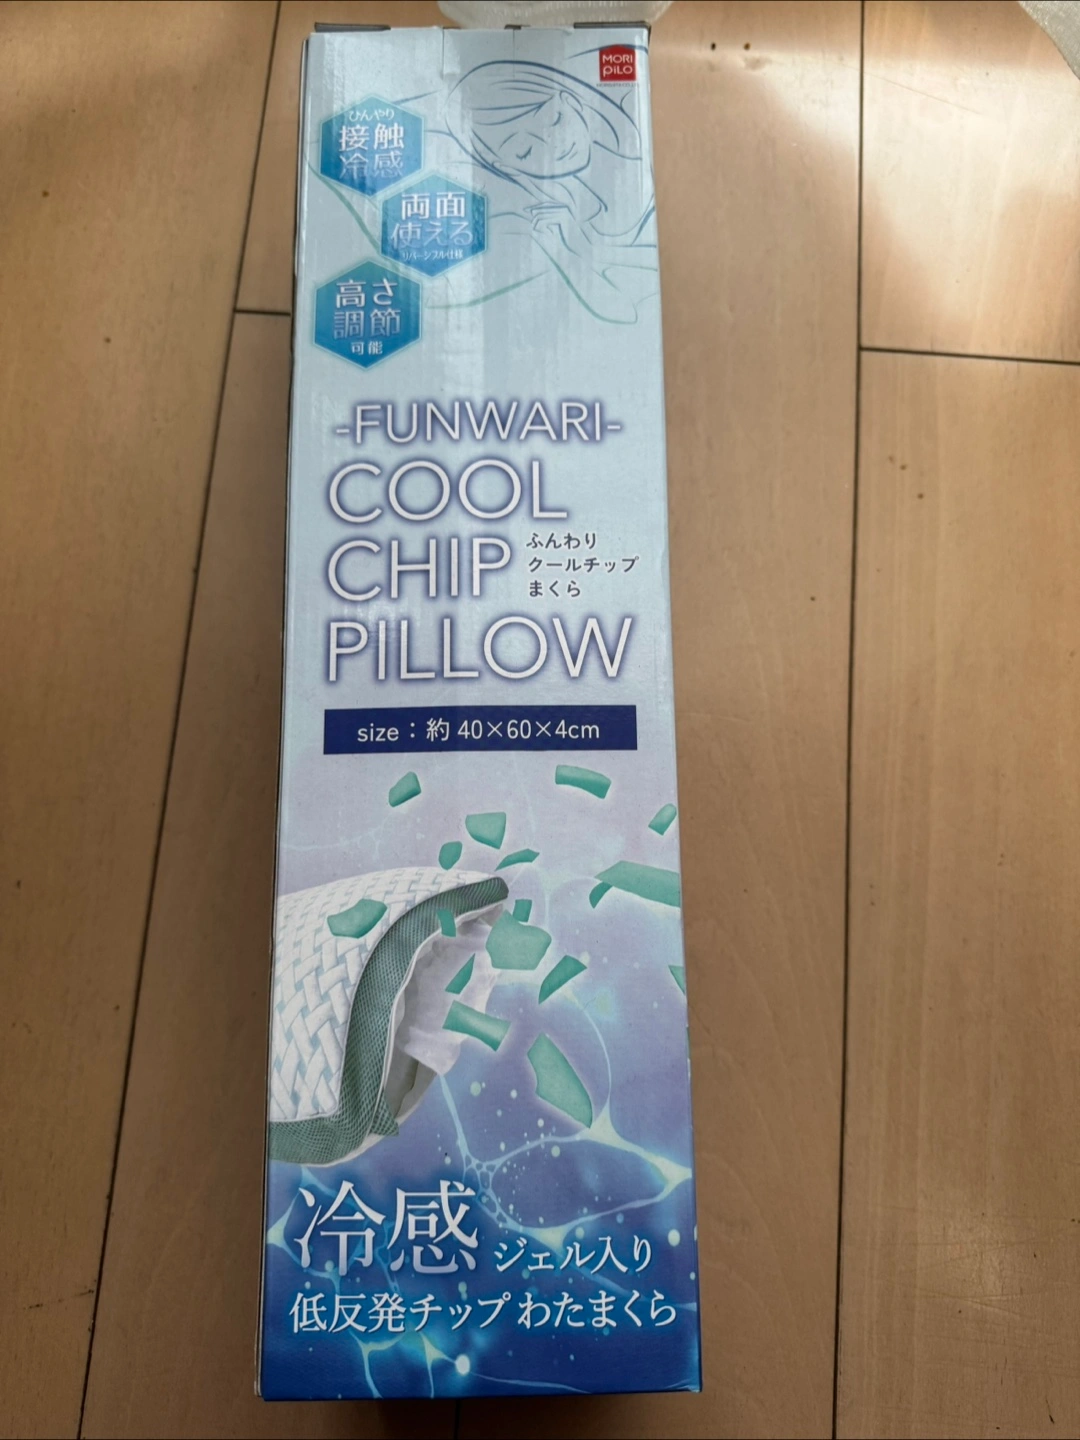 MORI
PiLO
ひんやり
接触
冷感
両面
使える
リバーシブル仕様
高さ
調節
可能
-FUNWARI-
COOL
CHIP
PILLOW
ふんわり
クールチップ
まくら
size：約 40×60×4cm
冷感 ジェル入り
低反発チップ わたまくら